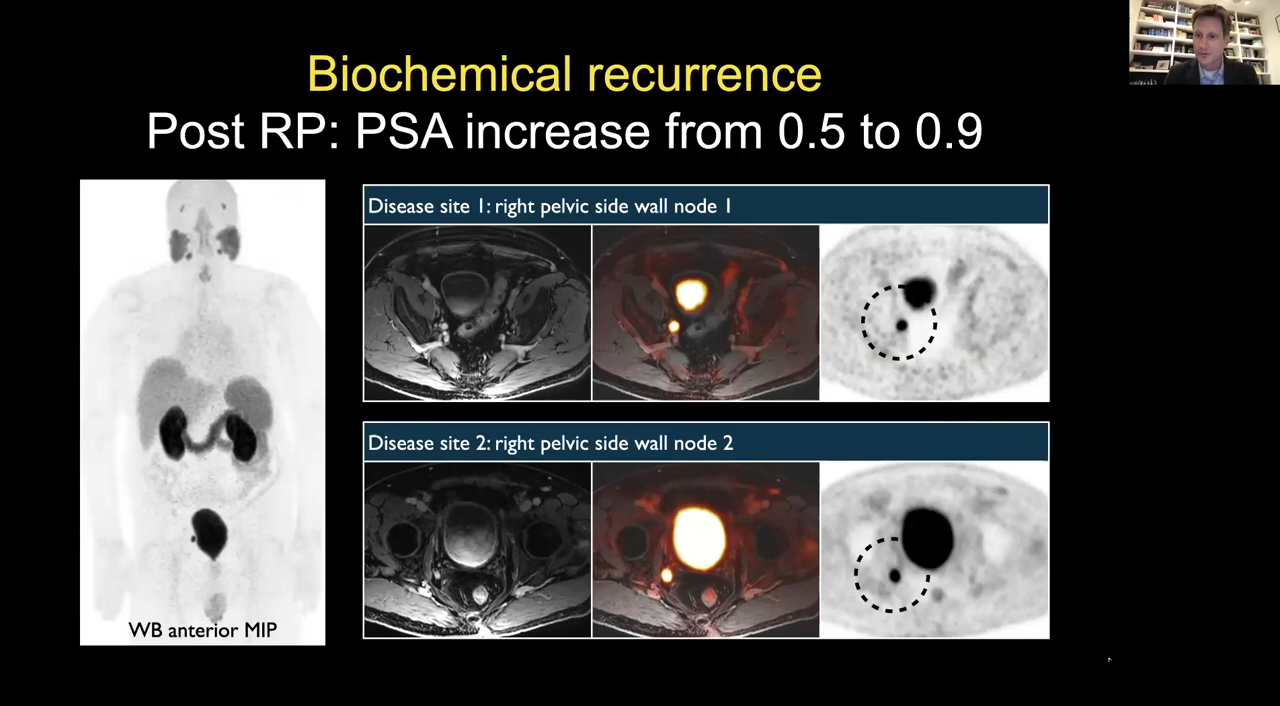 Biochemical recurrence
Post RP: PSA increase from 0.5 to 0.9
Disease site 1: right pelvic side wall node 1
Disease site 2: right pelvic side wall node 2
WB anterior MIP